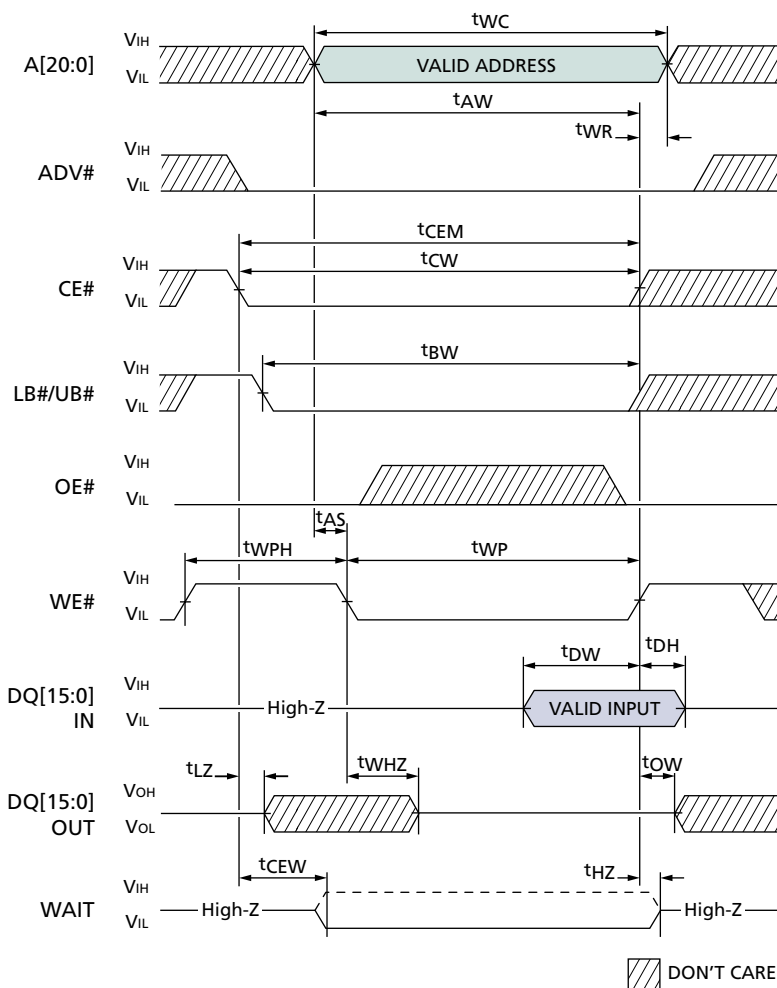 tWC
A[20:0]
VIH
VIL
VALID ADDRESS
tAW
tWR
ADV#
VIH
VIL
tCEM
tCW
CE#
VIH
VIL
tBW
LB#/UB#
VIH
VIL
OE#
VIH
VIL
tAS
tWPH
tWP
WE#
VIH
VIL
tDW
tDH
DQ[15:0]
IN
VIH
VIL
High-Z
VALID INPUT
tLZ
tWHZ
tOW
DQ[15:0]
OUT
VOH
VOL
tCEW
tHZ
WAIT
VIH
VIL
High-Z
High-Z
DON'T CARE